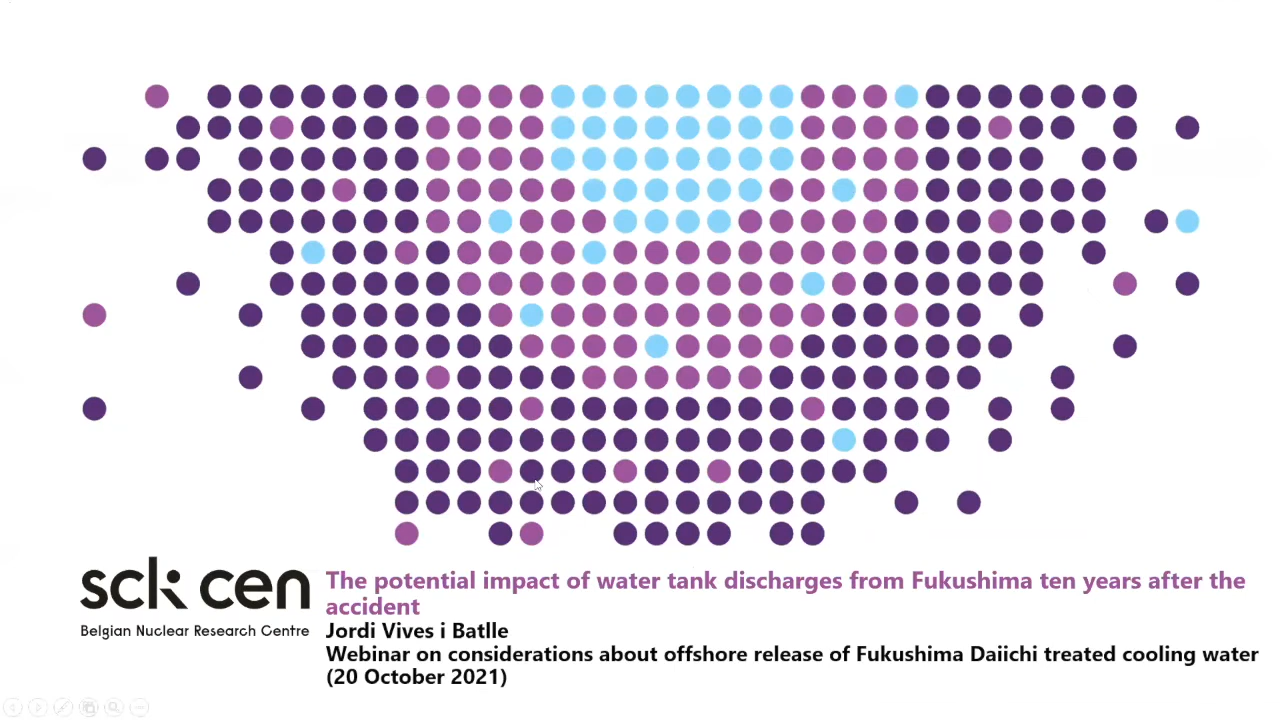 sck cen
Belgian Nuclear Research Centre
The potential impact of water tank discharges from Fukushima ten years after the
accident
Jordi Vives i Batlle
Webinar on considerations about offshore release of Fukushima Daiichi treated cooling water
(20 October 2021)